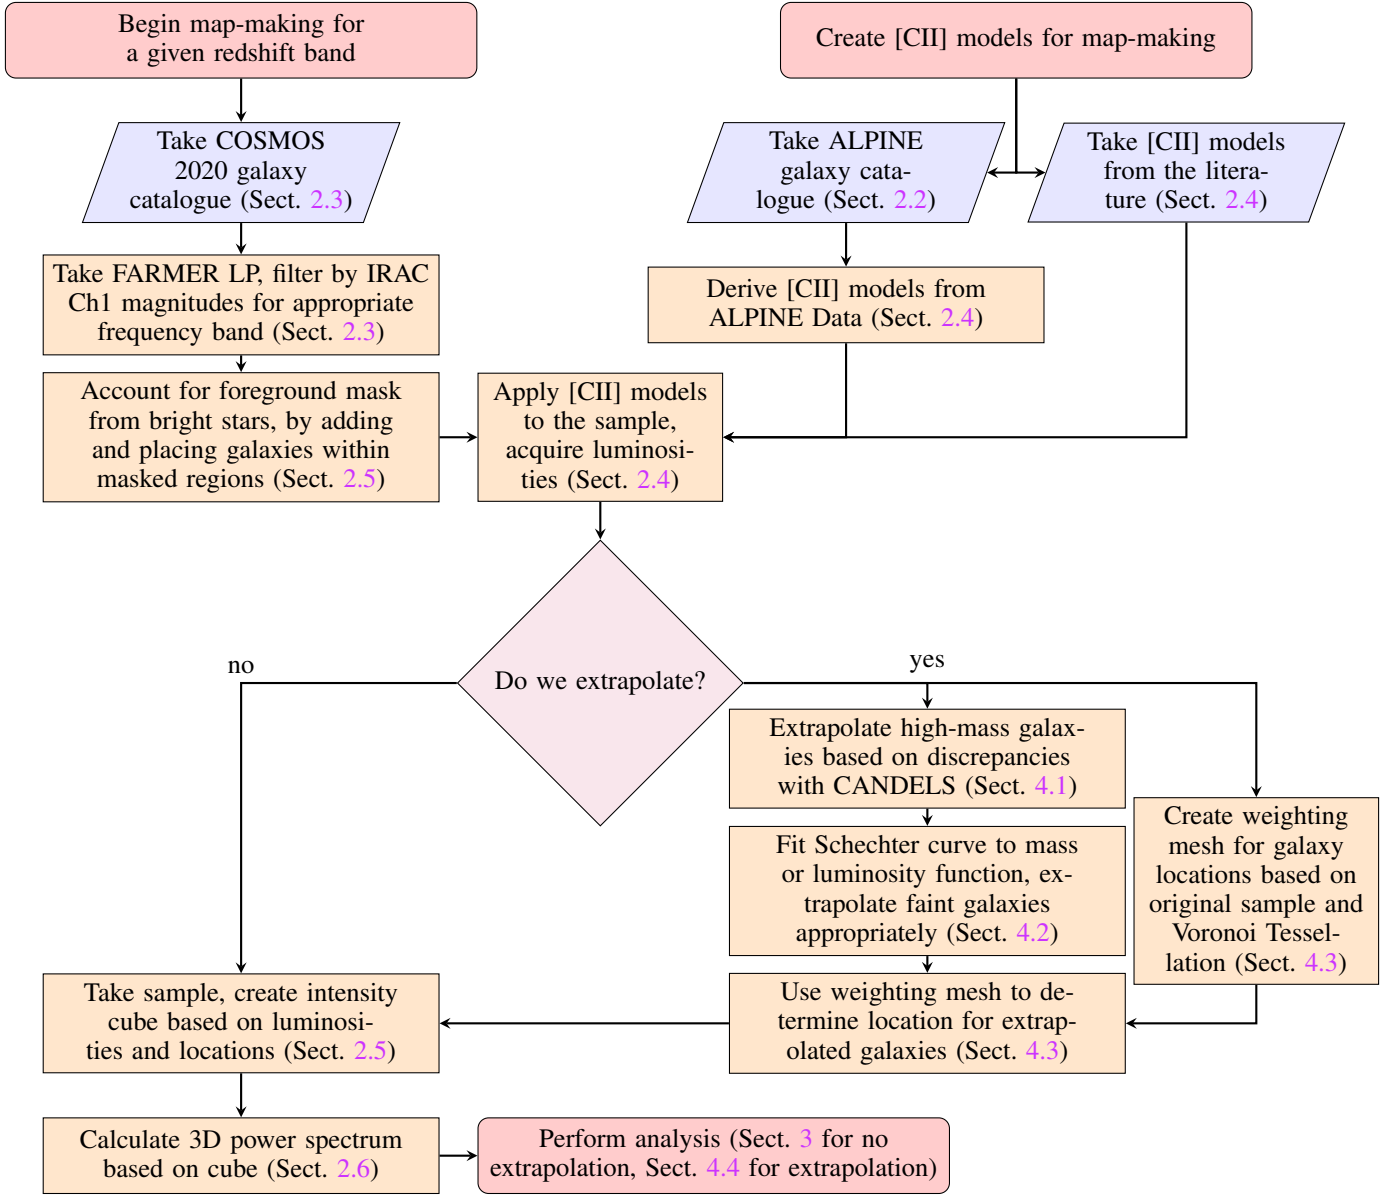 Begin map-making for
a given redshift band
Create [CII] models for map-making
Take COSMOS
2020 galaxy
catalogue (Sect. 2.3)
Take ALPINE
galaxy cata-
logue (Sect. 2.2)
Take [CII] models
from the litera-
ture (Sect. 2.4)
Take FARMER LP, filter by IRAC
Ch1 magnitudes for appropriate
frequency band (Sect. 2.3)
Derive [CII] models from
ALPINE Data (Sect. 2.4)
Account for foreground mask
from bright stars, by adding
and placing galaxies within
masked regions (Sect. 2.5)
Apply [CII] models
to the sample,
acquire luminosi-
ties (Sect. 2.4)
Do we extrapolate?
no
yes
Extrapolate high-mass galax-
ies based on discrepancies
with CANDELS (Sect. 4.1)
Fit Schechter curve to mass
or luminosity function, ex-
trapolate faint galaxies
appropriately (Sect. 4.2)
Create weighting
mesh for galaxy
locations based on
original sample and
Voronoi Tessel-
lation (Sect. 4.3)
Use weighting mesh to de-
termine location for extrap-
olated galaxies (Sect. 4.3)
Take sample, create intensity
cube based on luminosi-
ties and locations (Sect. 2.5)
Calculate 3D power spectrum
based on cube (Sect. 2.6)
Perform analysis (Sect. 3 for no
extrapolation, Sect. 4.4 for extrapolation)